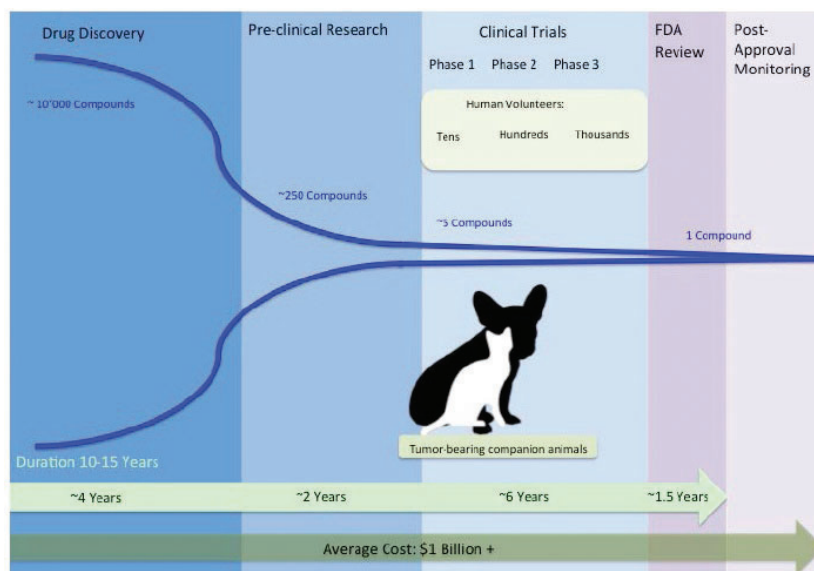 Drug Discovery
Pre-clinical Research
Clinical Trials
FDA
Review
Post-
Approval
Monitoring
Phase 1 Phase 2 Phase 3
~ 10'000 Compounds
Human Volunteers:
Tens Hundreds Thousands
~250 Compounds
~5 Compounds
1 Compound
Tumor-bearing companion animals
Duration 10-15 Years
~4 Years ~2 Years ~6 Years ~1.5 Years
Average Cost: $1 Billion +